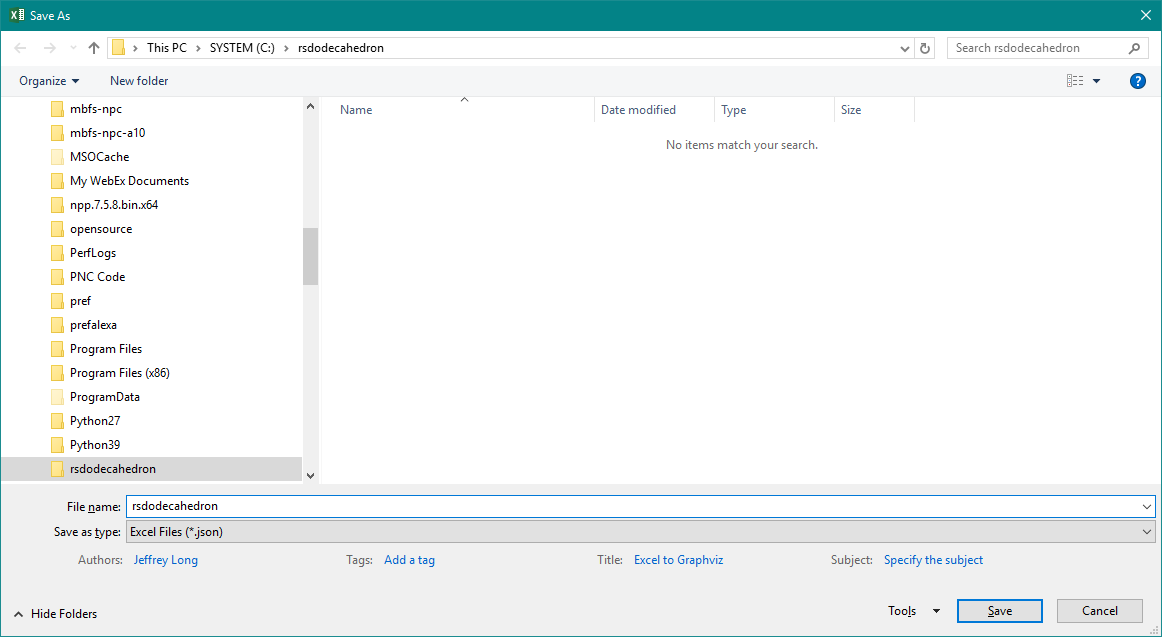 Save As
This PC > SYSTEM (C:) > rsdodecahedron
Search rsdodecahedron
Organize
New folder
?
mbfs-npc
mbfs-npc-a10
MSOCache
My WebEx Documents
npp.7.5.8.bin.x64
opensource
PerfLogs
PNC Code
pref
prefalexa
Program Files
Program Files (x86)
ProgramData
Python27
Python39
rsdodecahedron
Name Date modified Type Size
No items match your search.
File name: rsdodecahedron
Save as type: Excel Files (*.json)
Authors: Jeffrey Long Tags: Add a tag Title: Excel to Graphviz Subject: Specify the subject
Hide Folders
Tools Save Cancel